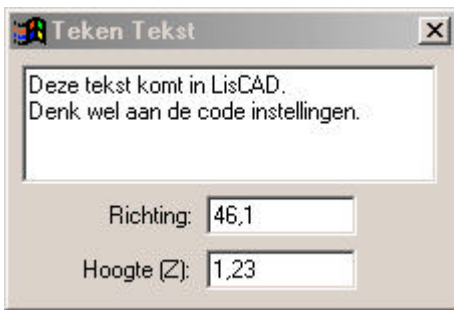 Teken Tekst
Deze tekst komt in LisCAD.
Denk wel aan de code instellingen.
Richting: 46,1
Hoogte (Z): 1,23